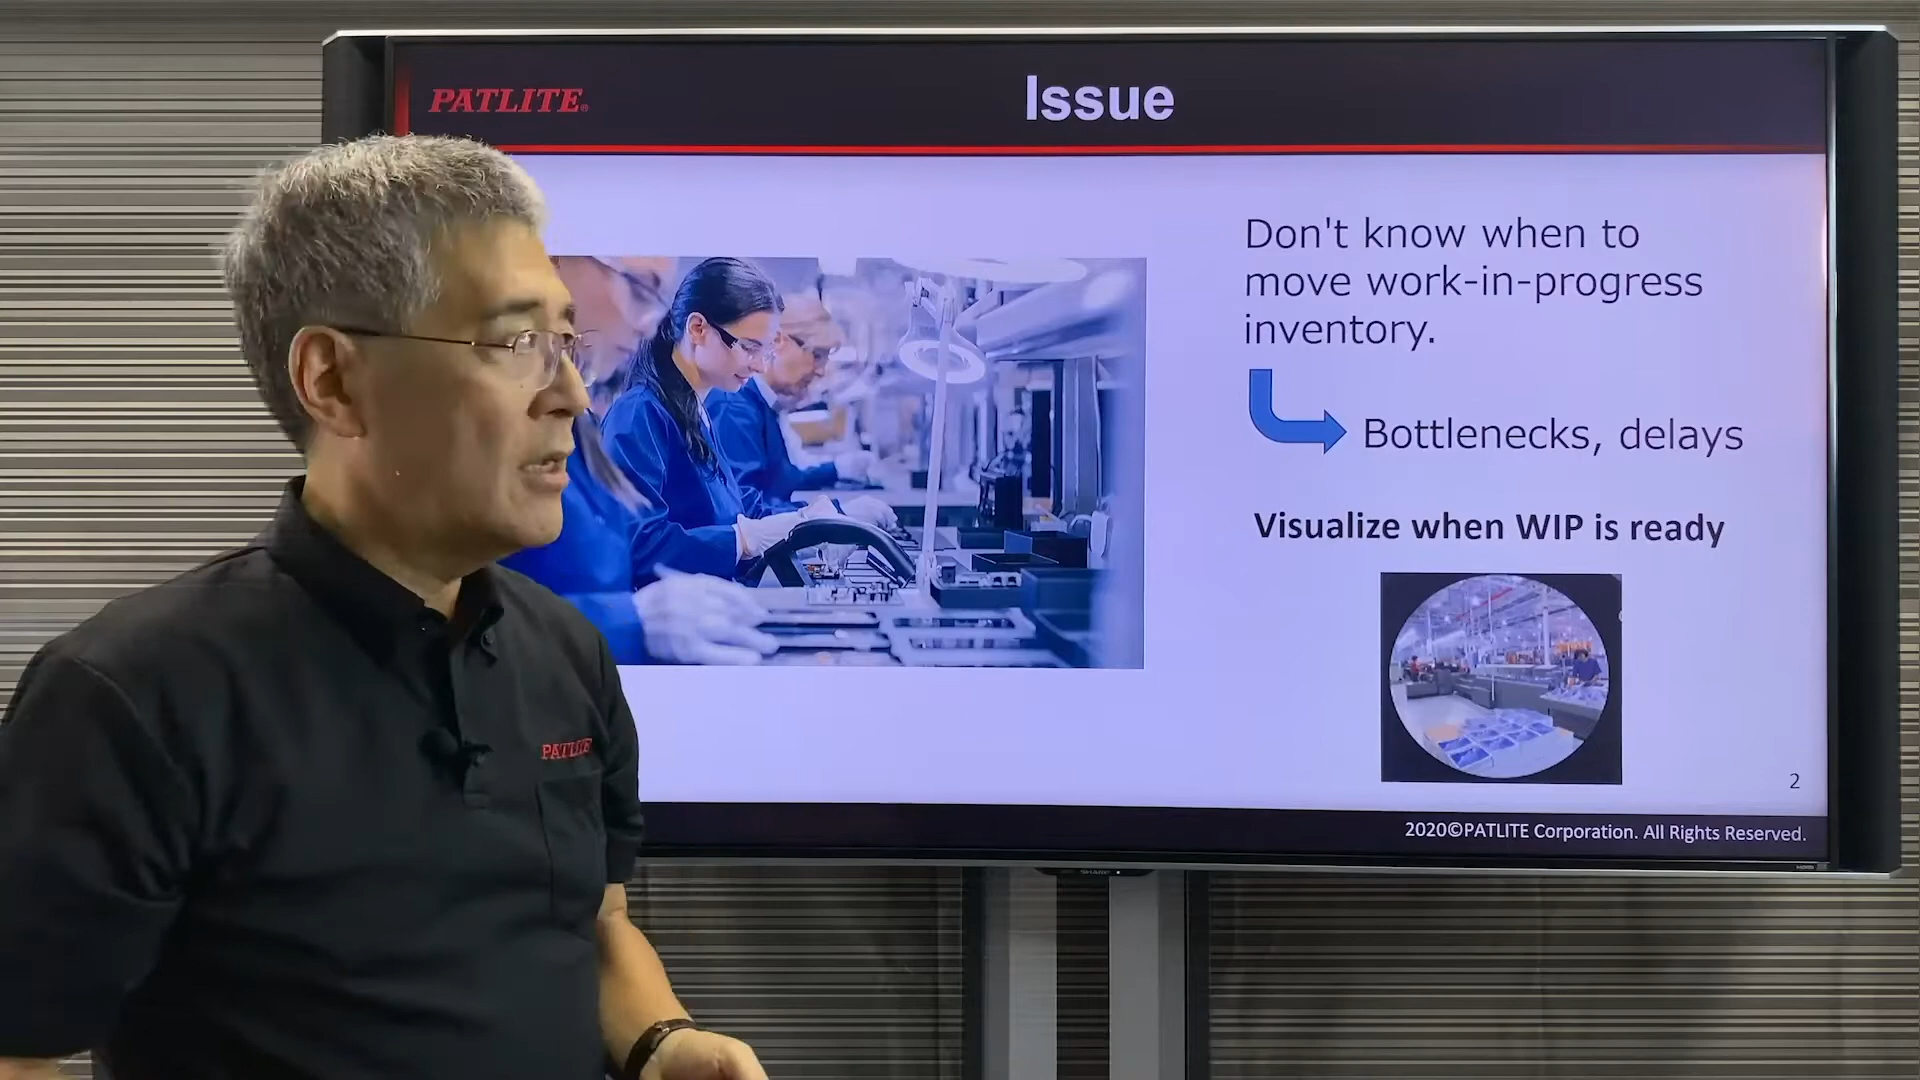 PATLITE®
Issue
Don't know when to
move work-in-progress
inventory.
Bottlenecks, delays
Visualize when WIP is ready
PATLITE
2
2020©PATLITE Corporation. All Rights Reserved.
SHARP